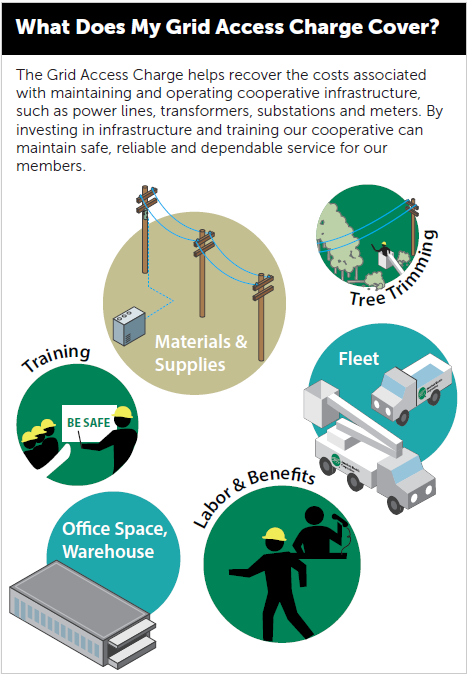 What Does My Grid Access Charge Cover?
The Grid Access Charge helps recover the costs associated
with maintaining and operating cooperative infrastructure,
such as power lines, transformers, substations and meters. By
investing in infrastructure and training our cooperative can
maintain safe, reliable and dependable service for our
members.
Tree Trimming
Materials &
Supplies
Training
BE SAFE
Fleet
Labor & Benefits
Office Space,
Warehouse